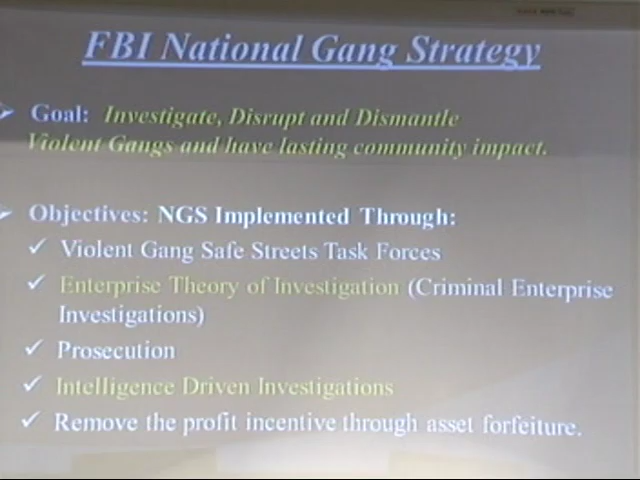 FBI National Gang Strategy
Goal: Investigate, Disrupt and Dismantle
Violent Gangs and have lasting community impact.
Objectives: NGS Implemented Through:
✓ Violent Gang Safe Streets Task Forces
✓ Enterprise Theory of Investigation (Criminal Enterprise
Investigations)
✓ Prosecution
✓ Intelligence Driven Investigations
✓ Remove the profit incentive through asset forfeiture.